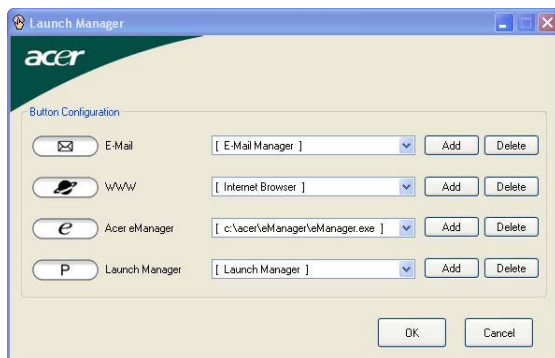 Launch Manager
acer
Button Configuration
E-Mail [ E-Mail Manager ] Add Delete
WWW [ Internet Browser ] Add Delete
e Acer eManager [ c:\acer\eManager\eManager.exe ] Add Delete
P Launch Manager [ Launch Manager ] Add Delete
OK Cancel